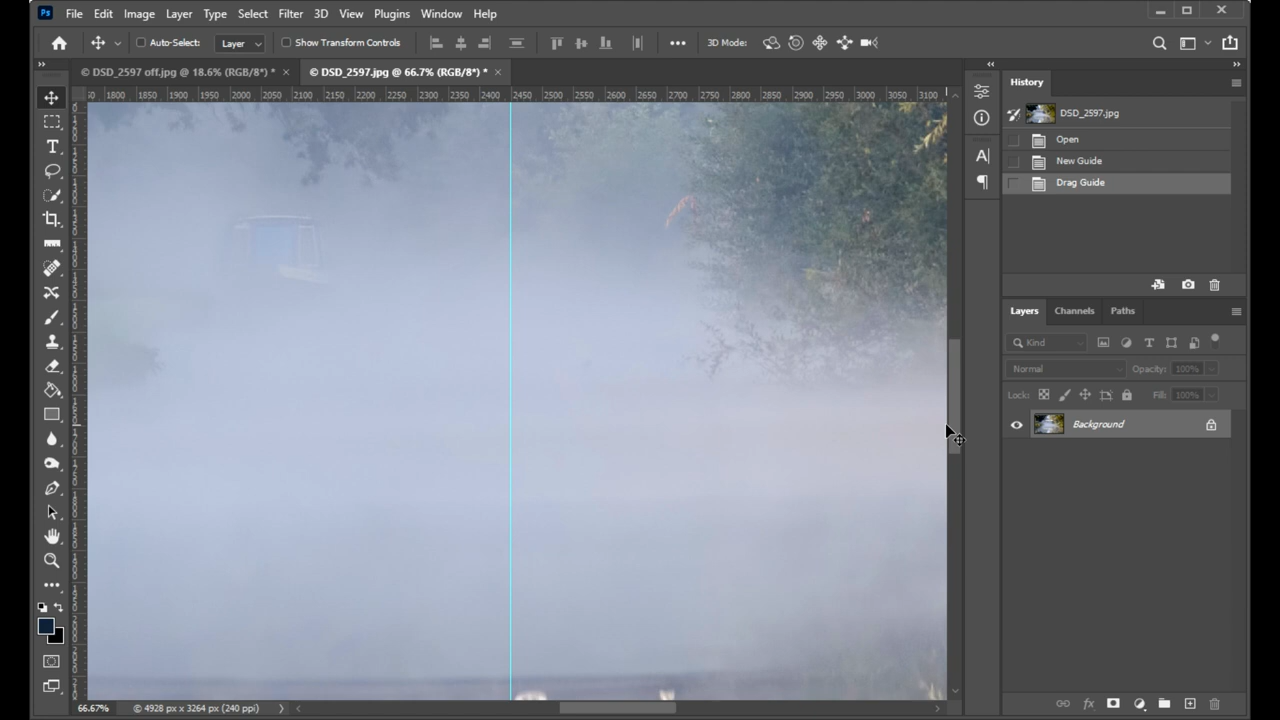 Ps File Edit Image Layer Type Select Filter 3D View Plugins Window Help
Auto-Select: Layer Show Transform Controls 3D Mode:
© DSD_2597 off.jpg @ 18.6% (RGB/8*) * × © DSD_2597.jpg @ 66.7% (RGB/8*) * ×
1800 1850 1900 1950 2000 2050 2100 2150 2200 2250 2300 2350 2400 2450 2500 2550 2600 2650 2700 2750 2800 2850 2900 2950 3000 3050 3100
History
DSD_2597.jpg
Open
New Guide
Drag Guide
Layers Channels Paths
Kind
Normal Opacity: 100%
Lock: Fill: 100%
Background
66.67% © 4928 px x 3264 px (240 ppi)